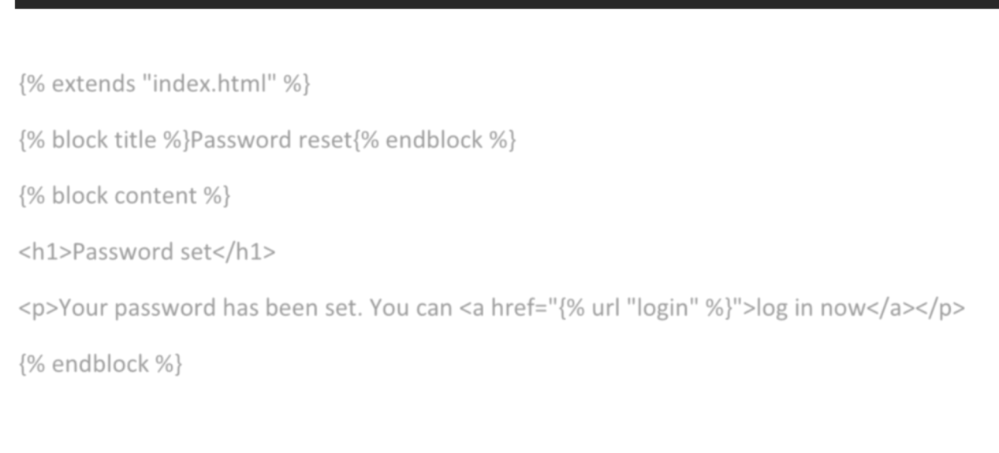 {% extends "index.html" %}
{% block title %}Password reset{% endblock %}
{% block content %}
<h1>Password set</h1>
<p>Your password has been set. You can <a href="{% url "login" %}">log in now</a></p>
{% endblock %}